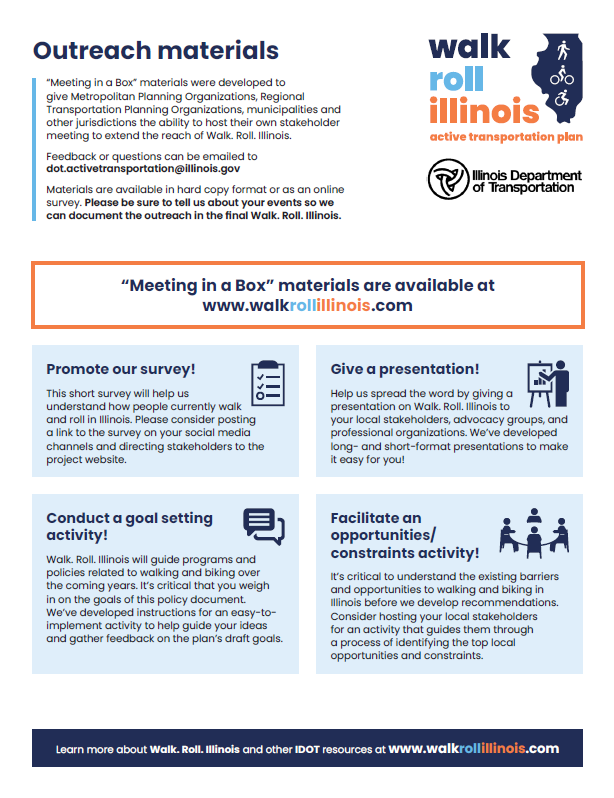 Outreach materials
“Meeting in a Box” materials were developed to
give Metropolitan Planning Organizations, Regional
Transportation Planning Organizations, municipalities and
other jurisdictions the ability to host their own stakeholder
meeting to extend the reach of Walk. Roll. Illinois.
Feedback or questions can be emailed to
dot.activetransportation@illinois.gov
Materials are available in hard copy format or as an online
survey. Please be sure to tell us about your events so we
can document the outreach in the final Walk. Roll. Illinois.
walk
roll
illinois
active transportation plan
Illinois Department
of Transportation
“Meeting in a Box” materials are available at
www.walkrollillinois.com
Promote our survey!
This short survey will help us
understand how people currently walk
and roll in Illinois. Please consider posting
a link to the survey on your social media
channels and directing stakeholders to the
project website.
Give a presentation!
Help us spread the word by giving a
presentation on Walk. Roll. Illinois to
your local stakeholders, advocacy groups, and
professional organizations. We’ve developed
long- and short-format presentations to make
it easy for you!
Conduct a goal setting
activity!
Walk. Roll. Illinois will guide programs and
policies related to walking and biking over
the coming years. It’s critical that you weigh
in on the goals of this policy document.
We’ve developed instructions for an easy-to-
implement activity to help guide your ideas
and gather feedback on the plan’s draft goals.
Facilitate an
opportunities/
constraints activity!
It’s critical to understand the existing barriers
and opportunities to walking and biking in
Illinois before we develop recommendations.
Consider hosting your local stakeholders
for an activity that guides them through
a process of identifying the top local
opportunities and constraints.
Learn more about Walk. Roll. Illinois and other IDOT resources at www.walkrollillinois.com